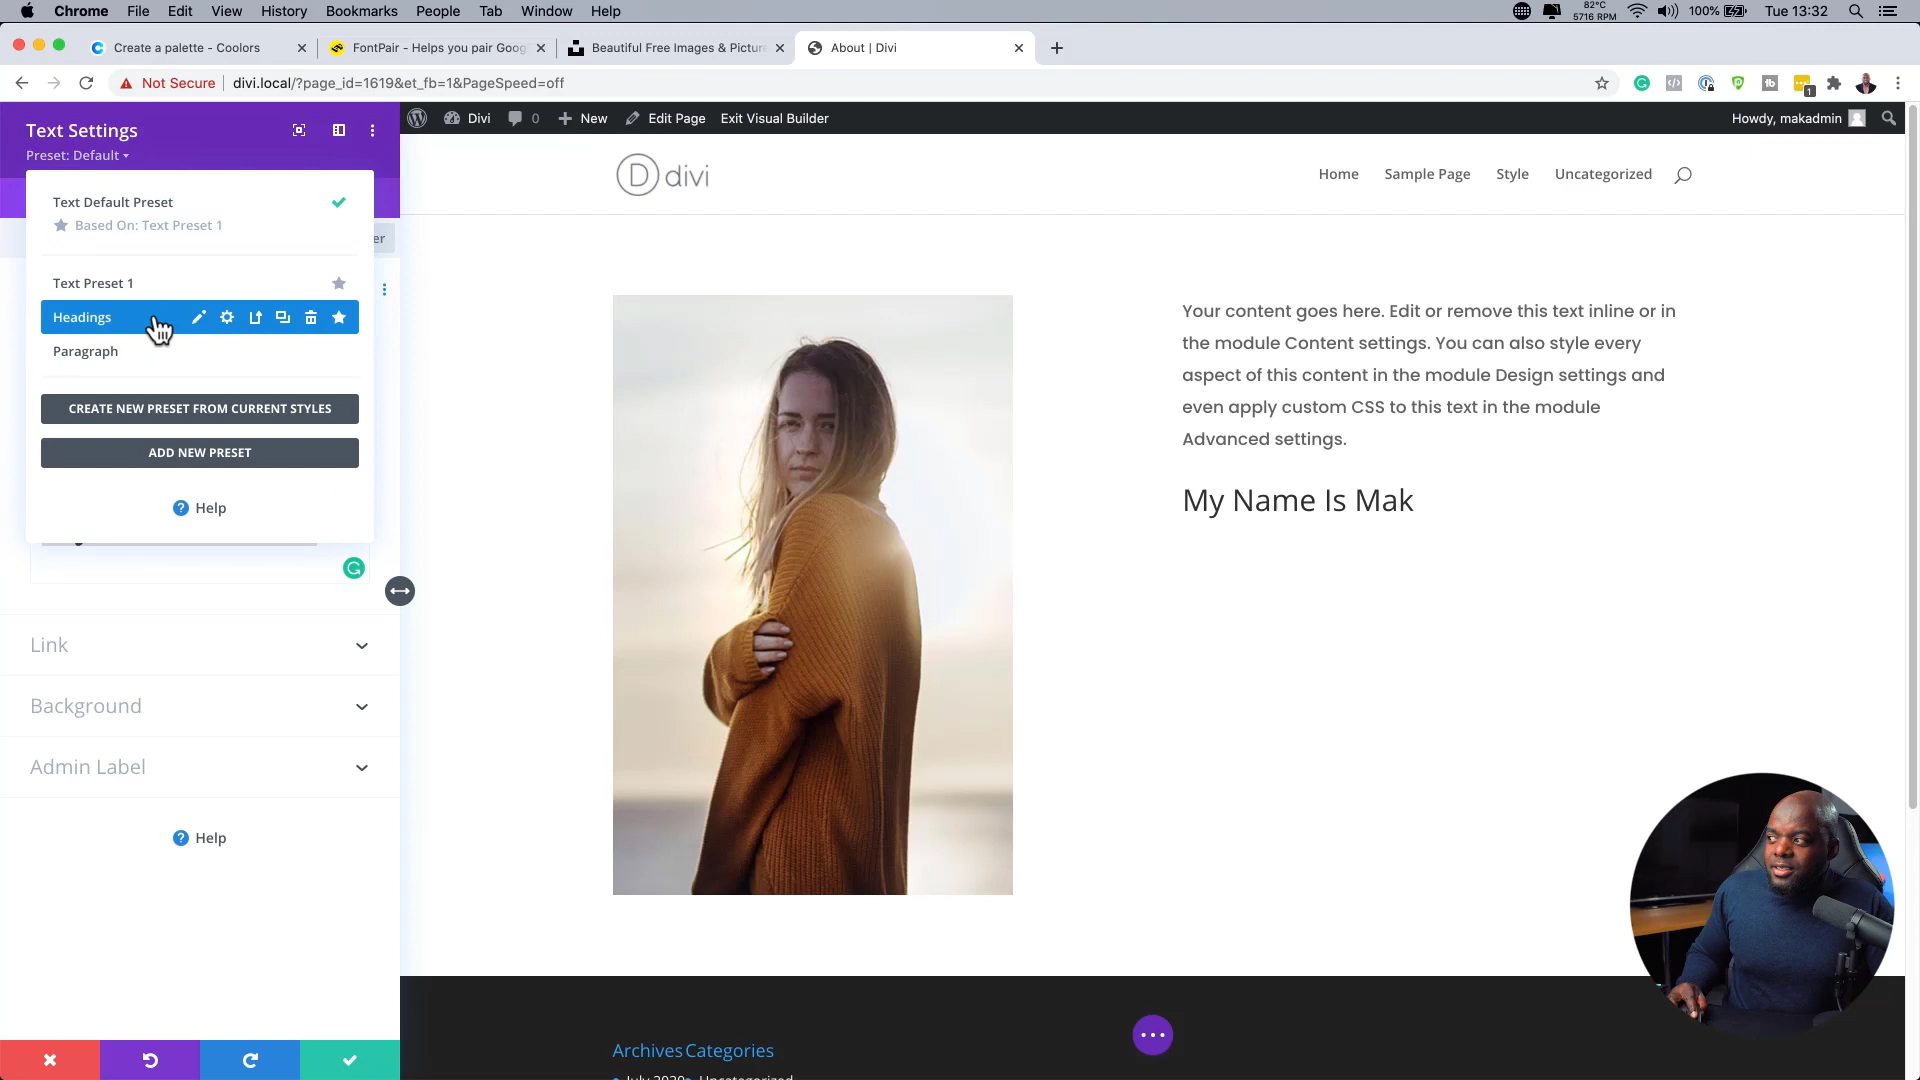 Chrome File Edit View History Bookmarks People Tab Window Help 82°C 5716 RPM 100% Tue 13:32
Create a palette - Coolors FontPair - Helps you pair Goog Beautiful Free Images & Picture About | Divi
Not Secure divi.local/?page_id=1619&et_fb=1&PageSpeed=off 1
Divi 0 New Edit Page Exit Visual Builder Howdy, makadmin
Text Settings
Preset: Default
Text Default Preset
Based On: Text Preset 1
er
Text Preset 1
Headings
Paragraph
CREATE NEW PRESET FROM CURRENT STYLES
ADD NEW PRESET
Help
Link
Background
Admin Label
Help
D divi
Home Sample Page Style Uncategorized
Your content goes here. Edit or remove this text inline or in
the module Content settings. You can also style every
aspect of this content in the module Design settings and
even apply custom CSS to this text in the module
Advanced settings.
My Name Is Mak
Archives Categories
July 2020 Uncategorized